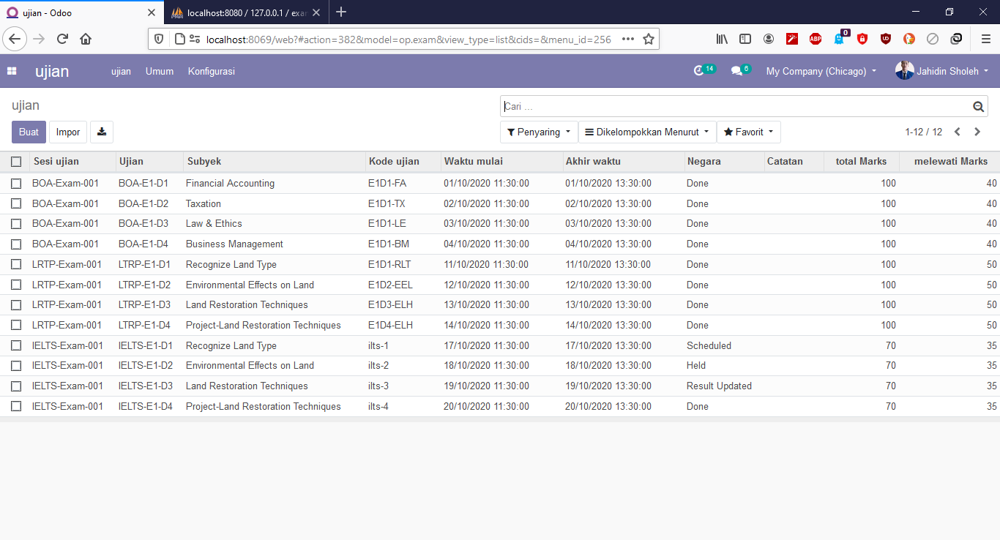 ujian - Odoo
localhost:8080 / 127.0.0.1 / exa
localhost:8069/web?#action=382&model=op.exam&view_type=list&cids=&menu_id=256
ABP
0
ujian
ujian Umum Konfigurasi
14 6 My Company (Chicago) Jahidin Sholeh
ujian
Cari ...
Buat Impor
Penyaring Dikelompokkan Menurut Favorit
1-12 / 12
Sesi ujian Ujian Subyek Kode ujian Waktu mulai Akhir waktu Negara Catatan total Marks melewati Marks
BOA-Exam-001 BOA-E1-D1 Financial Accounting E1D1-FA 01/10/2020 11:30:00 01/10/2020 13:30:00 Done 100 40
BOA-Exam-001 BOA-E1-D2 Taxation E1D1-TX 02/10/2020 11:30:00 02/10/2020 13:30:00 Done 100 40
BOA-Exam-001 BOA-E1-D3 Law & Ethics E1D1-LE 03/10/2020 11:30:00 03/10/2020 13:30:00 Done 100 40
BOA-Exam-001 BOA-E1-D4 Business Management E1D1-BM 04/10/2020 11:30:00 04/10/2020 13:30:00 Done 100 40
LRTP-Exam-001 LTRP-E1-D1 Recognize Land Type E1D1-RLT 11/10/2020 11:30:00 11/10/2020 13:30:00 Done 100 50
LRTP-Exam-001 LTRP-E1-D2 Environmental Effects on Land E1D2-EEL 12/10/2020 11:30:00 12/10/2020 13:30:00 Done 100 50
LRTP-Exam-001 LTRP-E1-D3 Land Restoration Techniques E1D3-ELH 13/10/2020 11:30:00 13/10/2020 13:30:00 Done 100 50
LRTP-Exam-001 LTRP-E1-D4 Project-Land Restoration Techniques E1D4-ELH 14/10/2020 11:30:00 14/10/2020 13:30:00 Done 100 50
IELTS-Exam-001 IELTS-E1-D1 Recognize Land Type ilts-1 17/10/2020 11:30:00 17/10/2020 13:30:00 Scheduled 70 35
IELTS-Exam-001 IELTS-E1-D2 Environmental Effects on Land ilts-2 18/10/2020 11:30:00 18/10/2020 13:30:00 Held 70 35
IELTS-Exam-001 IELTS-E1-D3 Land Restoration Techniques ilts-3 19/10/2020 11:30:00 19/10/2020 13:30:00 Result Updated 70 35
IELTS-Exam-001 IELTS-E1-D4 Project-Land Restoration Techniques ilts-4 20/10/2020 11:30:00 20/10/2020 13:30:00 Done 70 35